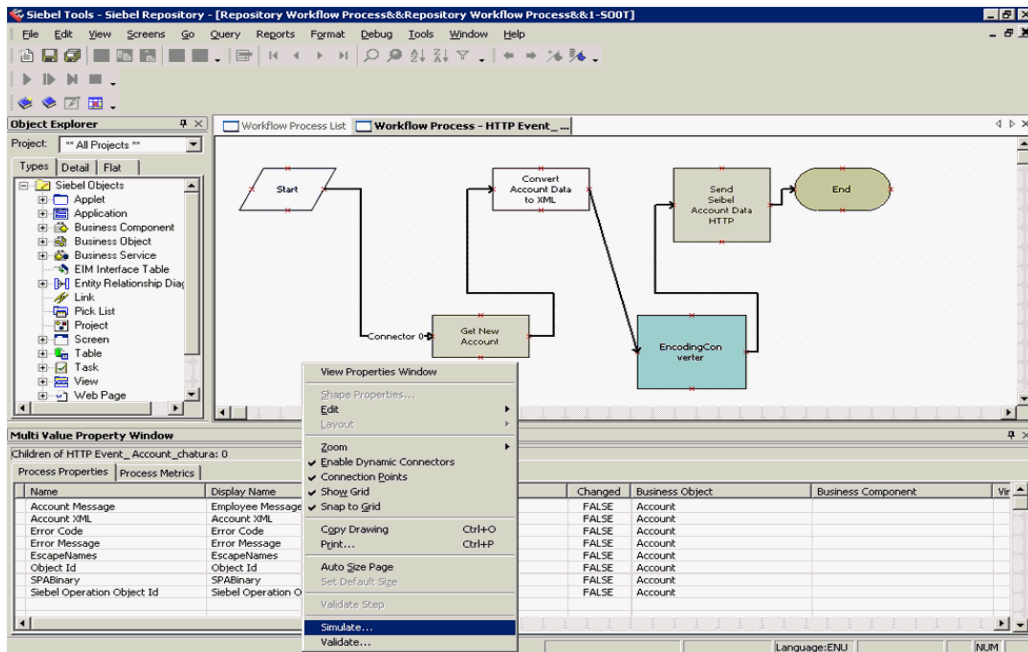 Siebel Tools - Siebel Repository - [Repository Workflow Process&&Repository Workflow Process&&1-S0OT]
File Edit View Screens Go Query Reports Format Debug Tools Window Help
Object Explorer
Project: ** All Projects **
Types Detail Flat
Siebel Objects
Applet
Application
Business Component
Business Object
Business Service
EIM Interface Table
Entity Relationship Diag
Link
Pick List
Project
Screen
Table
Task
View
Web Page
Workflow Process List Workflow Process - HTTP Event_ ...
Start
Convert
Account Data
to XML
Send
Seibel
Account Data
HTTP
End
Connector 0
Get New
Account
EncodingCon
verter
View Properties Window
Shape Properties...
Edit
Layout
Zoom
Enable Dynamic Connectors
Connection Points
Show Grid
Snap to Grid
Copy Drawing Ctrl+O
Print... Ctrl+P
Auto Size Page
Set Default Size
Validate Step
Simulate...
Validate...
Multi Value Property Window
Children of HTTP Event_ Account_chatura: 0
Process Properties Process Metrics
Name Display Name Changed Business Object Business Component Vir
Account Message Employee Message FALSE Account
Account XML Account XML FALSE Account
Error Code Error Code FALSE Account
Error Message Error Message FALSE Account
EscapeNames EscapeNames FALSE Account
Object Id Object Id FALSE Account
SPABinary SPABinary FALSE Account
Siebel Operation Object Id Siebel Operation O FALSE Account
Language:ENU NUM